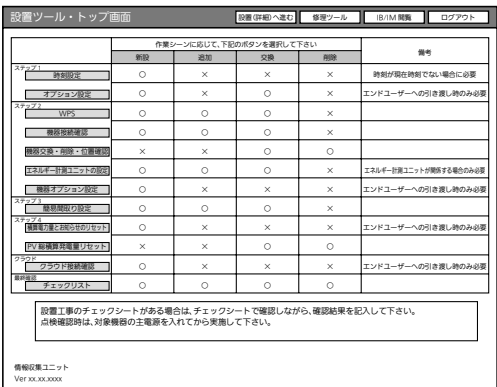 設置ツール・トップ画面 設置(詳細)へ進む 修理ツール IB/IM 閲覧 ログアウト
作業シーンに応じて、下記のボタンを選択して下さい 備考
新設 追加 交換 削除
ステップ1
時刻設定 ○ × × × 時刻が現在時刻でない場合に必要
オプション設定 ○ × ○ × エンドユーザーへの引き渡し時のみ必要
ステップ2
WPS ○ ○ ○ ×
機器接続確認 ○ ○ ○ ×
機器交換・削除・位置確認 × × ○ ○
エネルギー計測ユニットの設定 ○ ○ ○ × エネルギー計測ユニットが関係する場合のみ必要
機器オプション設定 ○ × × × エンドユーザーへの引き渡し時のみ必要
ステップ3
簡易間取り設定 ○ ○ ○ ×
ステップ4
積算電力量とお知らせのリセット ○ × × × エンドユーザーへの引き渡し時のみ必要
PV 総積算発電量リセット × × ○ ○
クラウド
クラウド接続確認 ○ × × × エンドユーザーへの引き渡し時のみ必要
最終確認
チェックリスト ○ ○ ○ ○
設置工事のチェックシートがある場合は、チェックシートで確認しながら、確認結果を記入して下さい。
点検確認時は、対象機器の主電源を入れてから実施して下さい。
情報収集ユニット
Ver xx.xx.xxxx